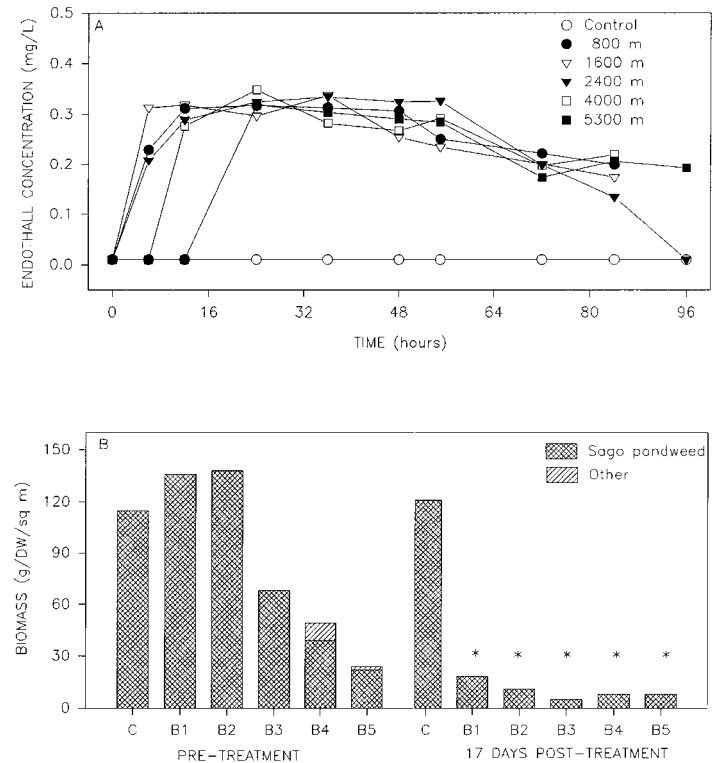 A
ENDOTHALL CONCENTRATION (mg/L)
0.5
0.4
0.3
0.2
0.1
0.0
Control
800 m
1600 m
2400 m
4000 m
5300 m
0 16 32 48 64 80 96
TIME (hours)
B
BIOMASS (g/DW/sq m)
150
120
90
60
30
0
Sago pondweed
Other
* * * * *
C B1 B2 B3 B4 B5 C B1 B2 B3 B4 B5
PRE-TREATMENT 17 DAYS POST-TREATMENT